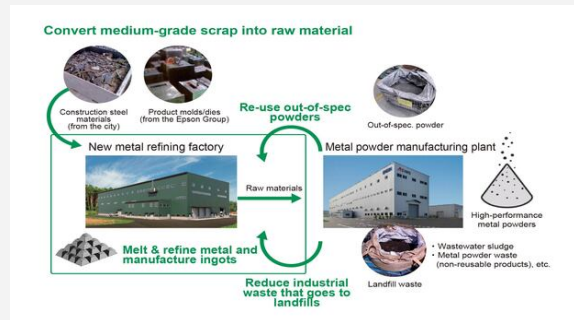 Convert medium-grade scrap into raw material
Construction steel
materials
(from the city)
Product molds/dies
(from the Epson Group)
Re-use out-of-spec
powders
Out-of-spec. powder
New metal refining factory
Metal powder manufacturing plant
Raw materials
High-performance
metal powders
Melt & refine metal and
manufacture ingots
Reduce industrial
waste that goes to
landfills
Landfill waste
• Wastewater sludge
• Metal powder waste
(non-reusable products), etc.